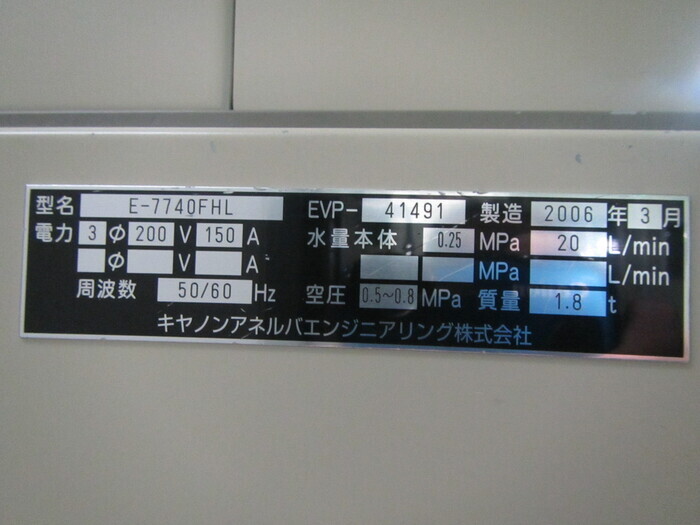 型名 E-7740FHL EVP- 41491 製造 2006 年 3 月
電力 3 Φ 200 V 150 A 水量本体 0.25 MPa 20 L/min
Φ V A MPa L/min
周波数 50/60 Hz 空圧 0.5~0.8 MPa 質量 1.8 t
キヤノンアネルバエンジニアリング株式会社